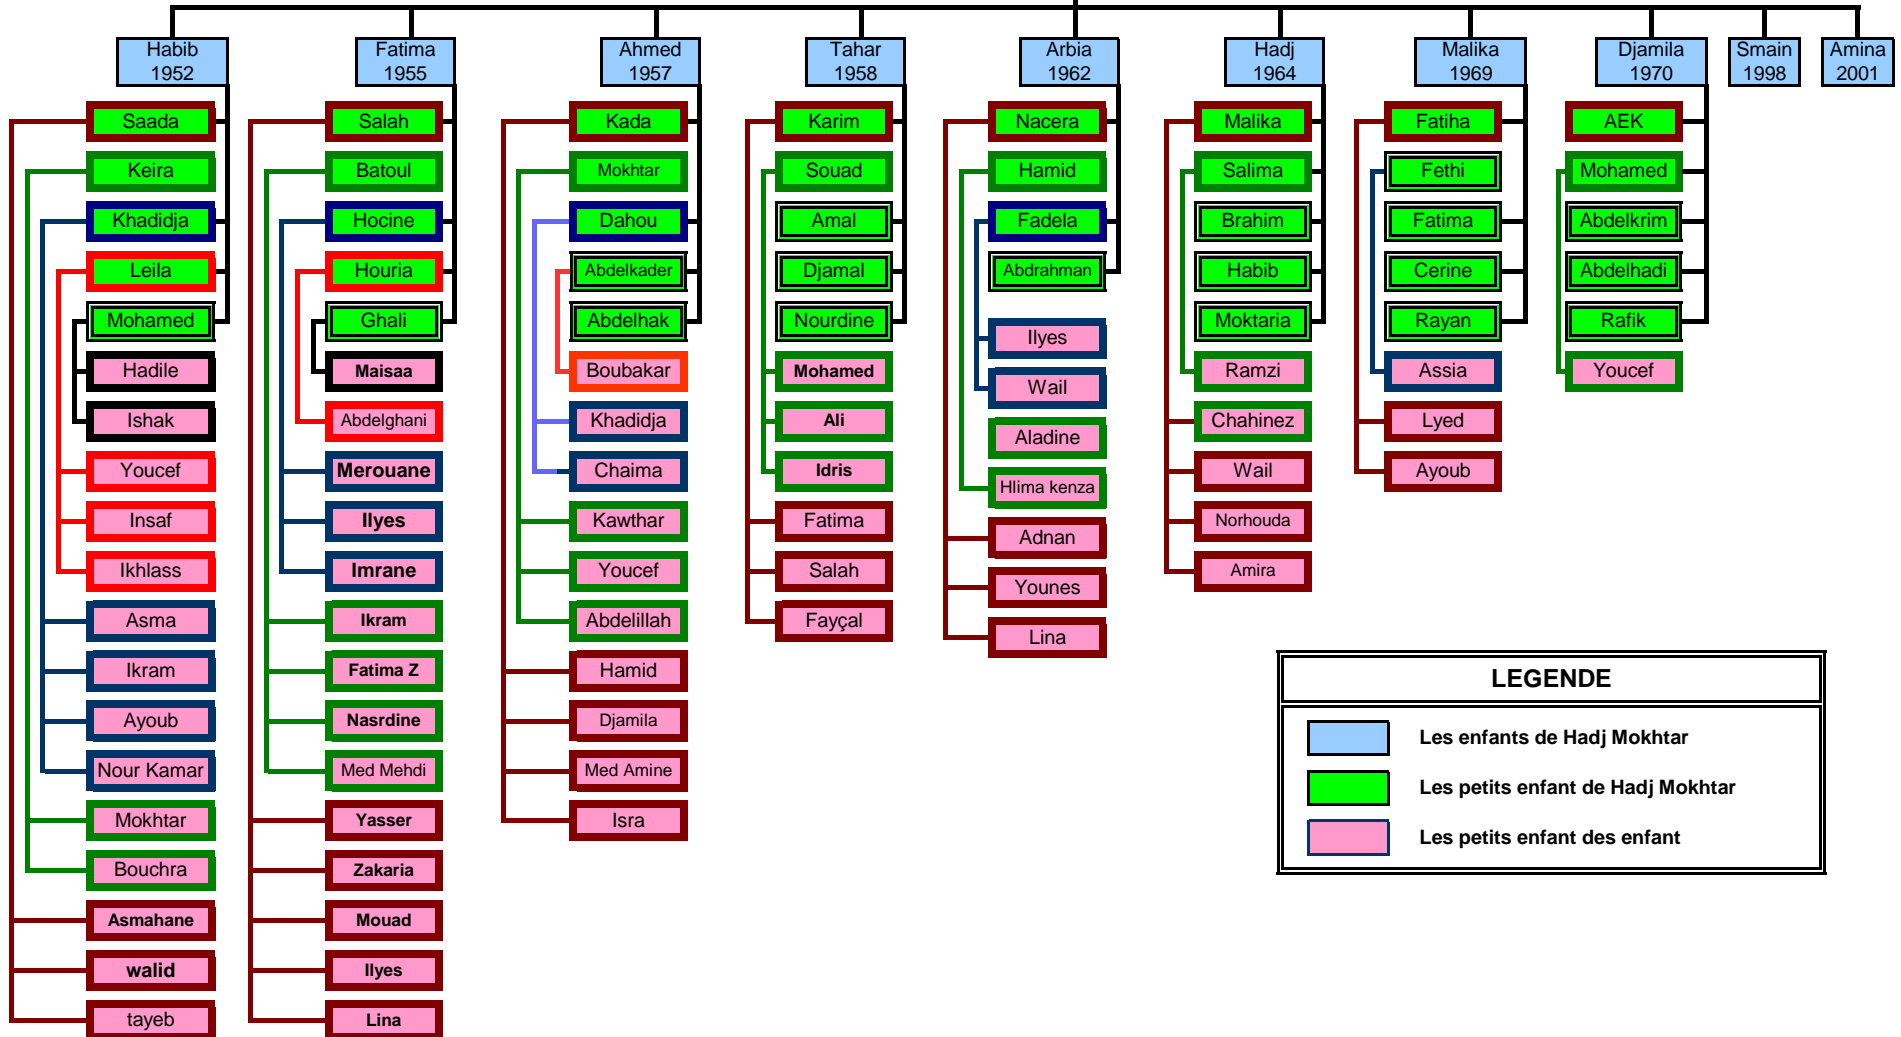 Habib
1952
Fatima
1955
Ahmed
1957
Tahar
1958
Arbia
1962
Hadj
1964
Malika
1969
Djamila
1970
Smain
1998
Amina
2001
Saada
Keira
Khadidja
Leila
Mohamed
Hadile
Ishak
Youcef
Insaf
Ikhlass
Asma
Ikram
Ayoub
Nour Kamar
Mokhtar
Bouchra
Asmahane
walid
tayeb
Salah
Batoul
Hocine
Houria
Ghali
Maisaa
Abdelghani
Merouane
Ilyes
Imrane
Ikram
Fatima Z
Nasrdine
Med Mehdi
Yasser
Zakaria
Mouad
Ilyes
Lina
Kada
Mokhtar
Dahou
Abdelkader
Abdelhak
Boubakar
Khadidja
Chaima
Kawthar
Youcef
Abdelillah
Hamid
Djamila
Med Amine
Isra
Karim
Souad
Amal
Djamal
Nourdine
Mohamed
Ali
Idris
Fatima
Salah
Fayçal
Nacera
Hamid
Fadela
Abdrahman
Ilyes
Wail
Aladine
Hlima kenza
Adnan
Younes
Lina
Malika
Salima
Brahim
Habib
Moktaria
Ramzi
Chahinez
Wail
Norhouda
Amira
Fatiha
Fethi
Fatima
Cerine
Rayan
Assia
Lyed
Ayoub
AEK
Mohamed
Abdelkrim
Abdelhadi
Rafik
Youcef
LEGENDE
Les enfants de Hadj Mokhtar
Les petits enfant de Hadj Mokhtar
Les petits enfant des enfant